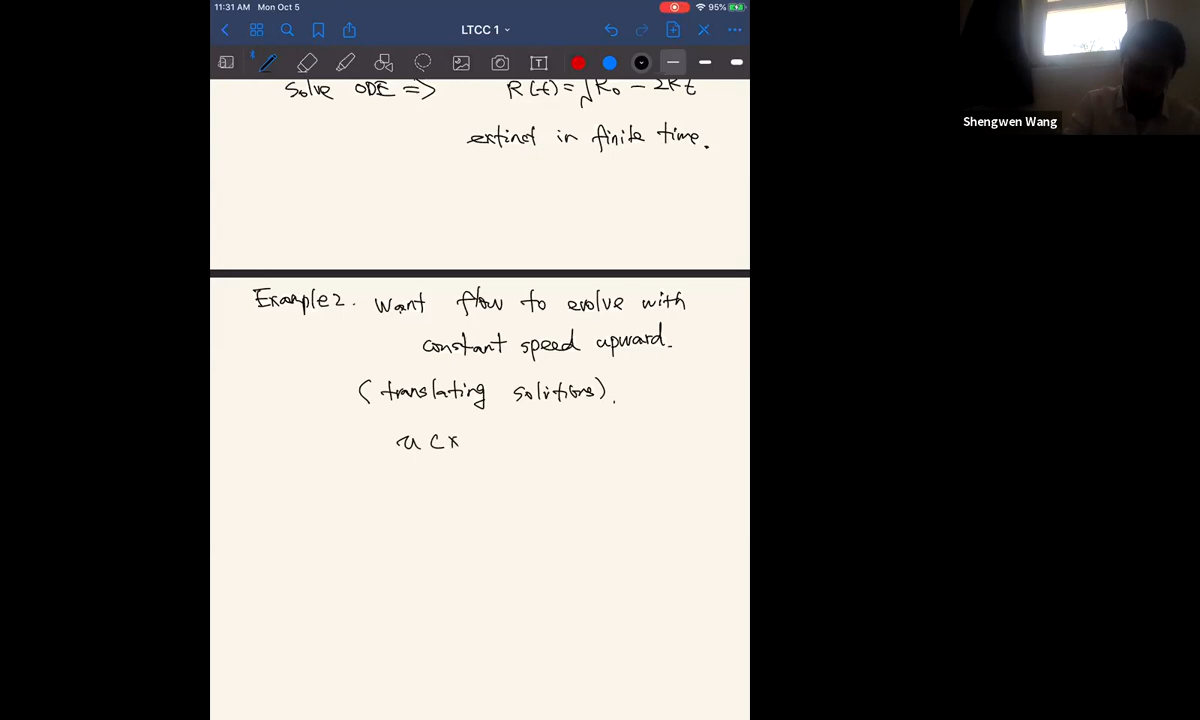 11:31 AM Mon Oct 5
95%
LTCC 1
T
Solve ODE => R(t) = √R₀ - 2kt
extinct in finite time.
Shengwen Wang
Example 2. Want flow to evolve with
constant speed upward.
(translating solitions).
u(x